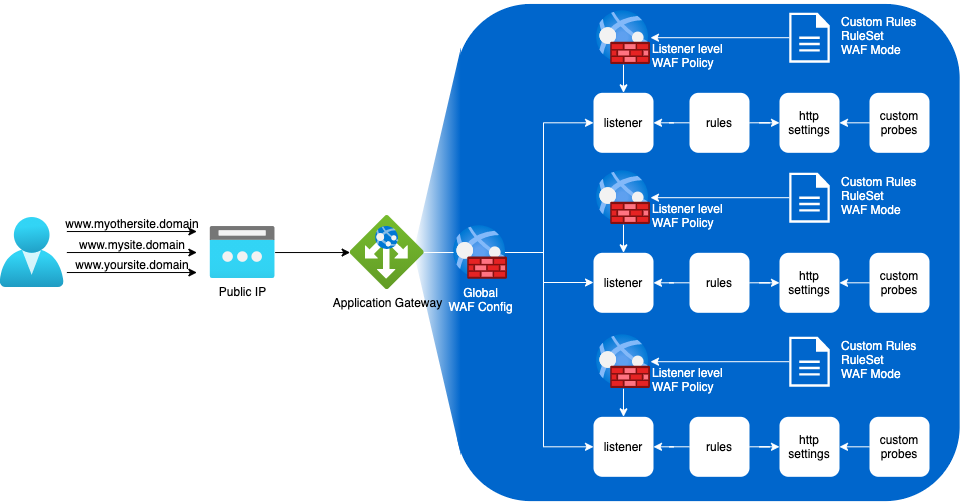 www.myothersite.domain
www.mysite.domain
www.yoursite.domain
Public IP
Application Gateway
Global
WAF Config
Listener level
WAF Policy
Custom Rules
RuleSet
WAF Mode
listener
rules
http
settings
custom
probes
Listener level
WAF Policy
Custom Rules
RuleSet
WAF Mode
listener
rules
http
settings
custom
probes
Listener level
WAF Policy
Custom Rules
RuleSet
WAF Mode
listener
rules
http
settings
custom
probes